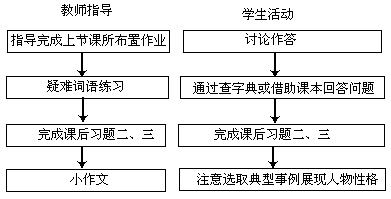 教师指导
学生活动
指导完成上节课所布置作业
讨论作答
疑难词语练习
通过查字典或借助课本回答问题
完成课后习题二、三
完成课后习题二、三
小作文
注意选取典型事例展现人物性格